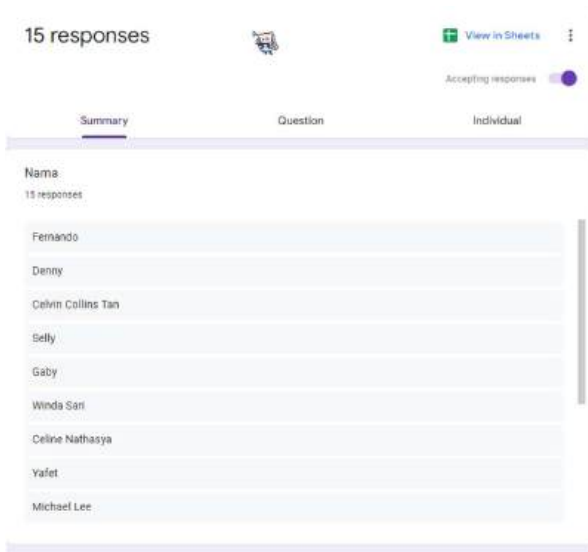 15 responses
View in Sheets
Accepting responses
Summary
Question
Individual
Nama
15 responses
Fernando
Denny
Celvin Collins Tan
Selly
Gaby
Winda Sari
Celine Nathasya
Yafet
Michael Lee